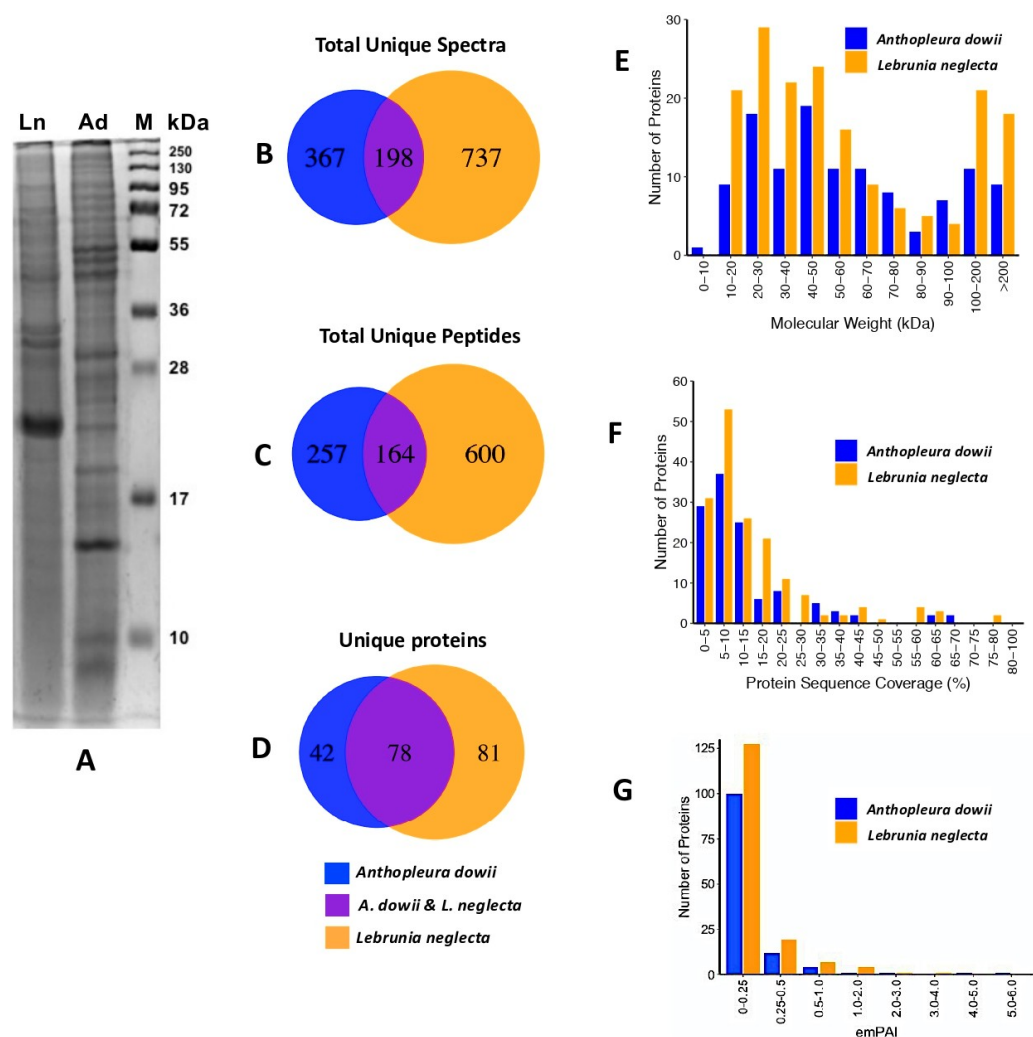 Ln Ad M kDa
250
130
95
72
55
36
28
17
10
A
Total Unique Spectra
B
367 198 737
Total Unique Peptides
C
257 164 600
Unique proteins
D
42 78 81
Anthopleura dowii
A. dowii & L. neglecta
Lebrunia neglecta
E
Anthopleura dowii
Lebrunia neglecta
Number of Proteins
30
20
10
0
0–10
10–20
20–30
30–40
40–50
50–60
60–70
70–80
80–90
90–100
100–200
>200
Molecular Weight (kDa)
F
Anthopleura dowii
Lebrunia neglecta
Number of Proteins
60
50
40
30
20
10
0
0–5
5–10
10–15
15–20
20–25
25–30
30–35
35–40
40–45
45–50
50–55
55–60
60–65
65–70
70–75
75–80
80–100
Protein Sequence Coverage (%)
G
Anthopleura dowii
Lebrunia neglecta
Number of Proteins
125
100
75
50
25
0
0-0.25
0.25-0.5
0.5-1.0
1.0-2.0
2.0-3.0
3.0-4.0
4.0-5.0
5.0-6.0
emPAI